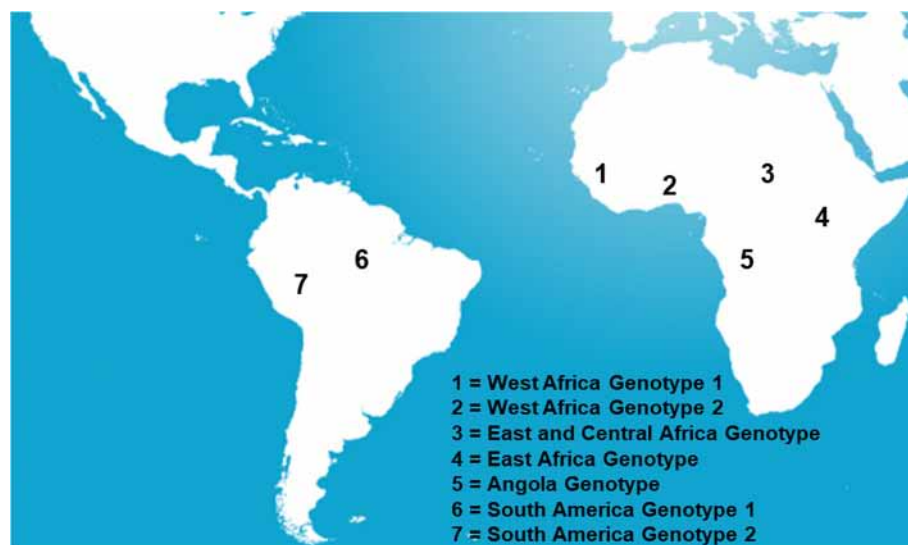 1
2
3
4
5
6
7
1 = West Africa Genotype 1
2 = West Africa Genotype 2
3 = East and Central Africa Genotype
4 = East Africa Genotype
5 = Angola Genotype
6 = South America Genotype 1
7 = South America Genotype 2